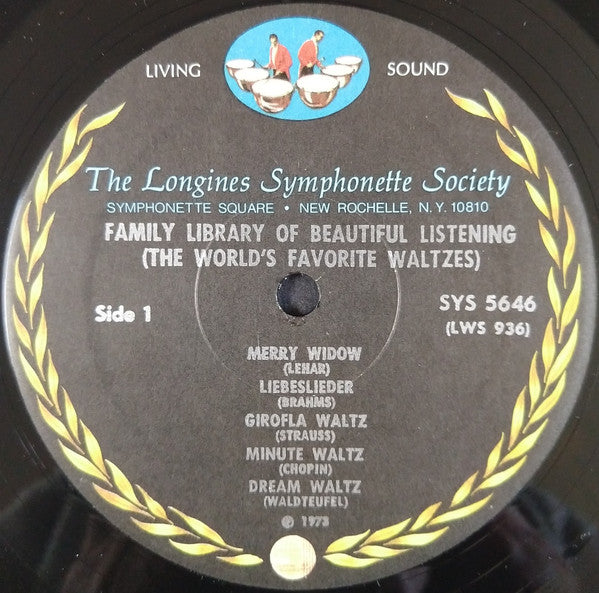 LIVING SOUND
The Longines Symphonette Society
SYMPHONETTE SQUARE • NEW ROCHELLE, N.Y. 10810
FAMILY LIBRARY OF BEAUTIFUL LISTENING
(THE WORLD'S FAVORITE WALTZES)
Side 1
SYS 5646
(LWS 936)
MERRY WIDOW
(LEHAR)
LIEBESLIEDER
(BRAHMS)
GIROFLA WALTZ
(STRAUSS)
MINUTE WALTZ
(CHOPIN)
DREAM WALTZ
(WALDTEUFEL)
℗ 1973